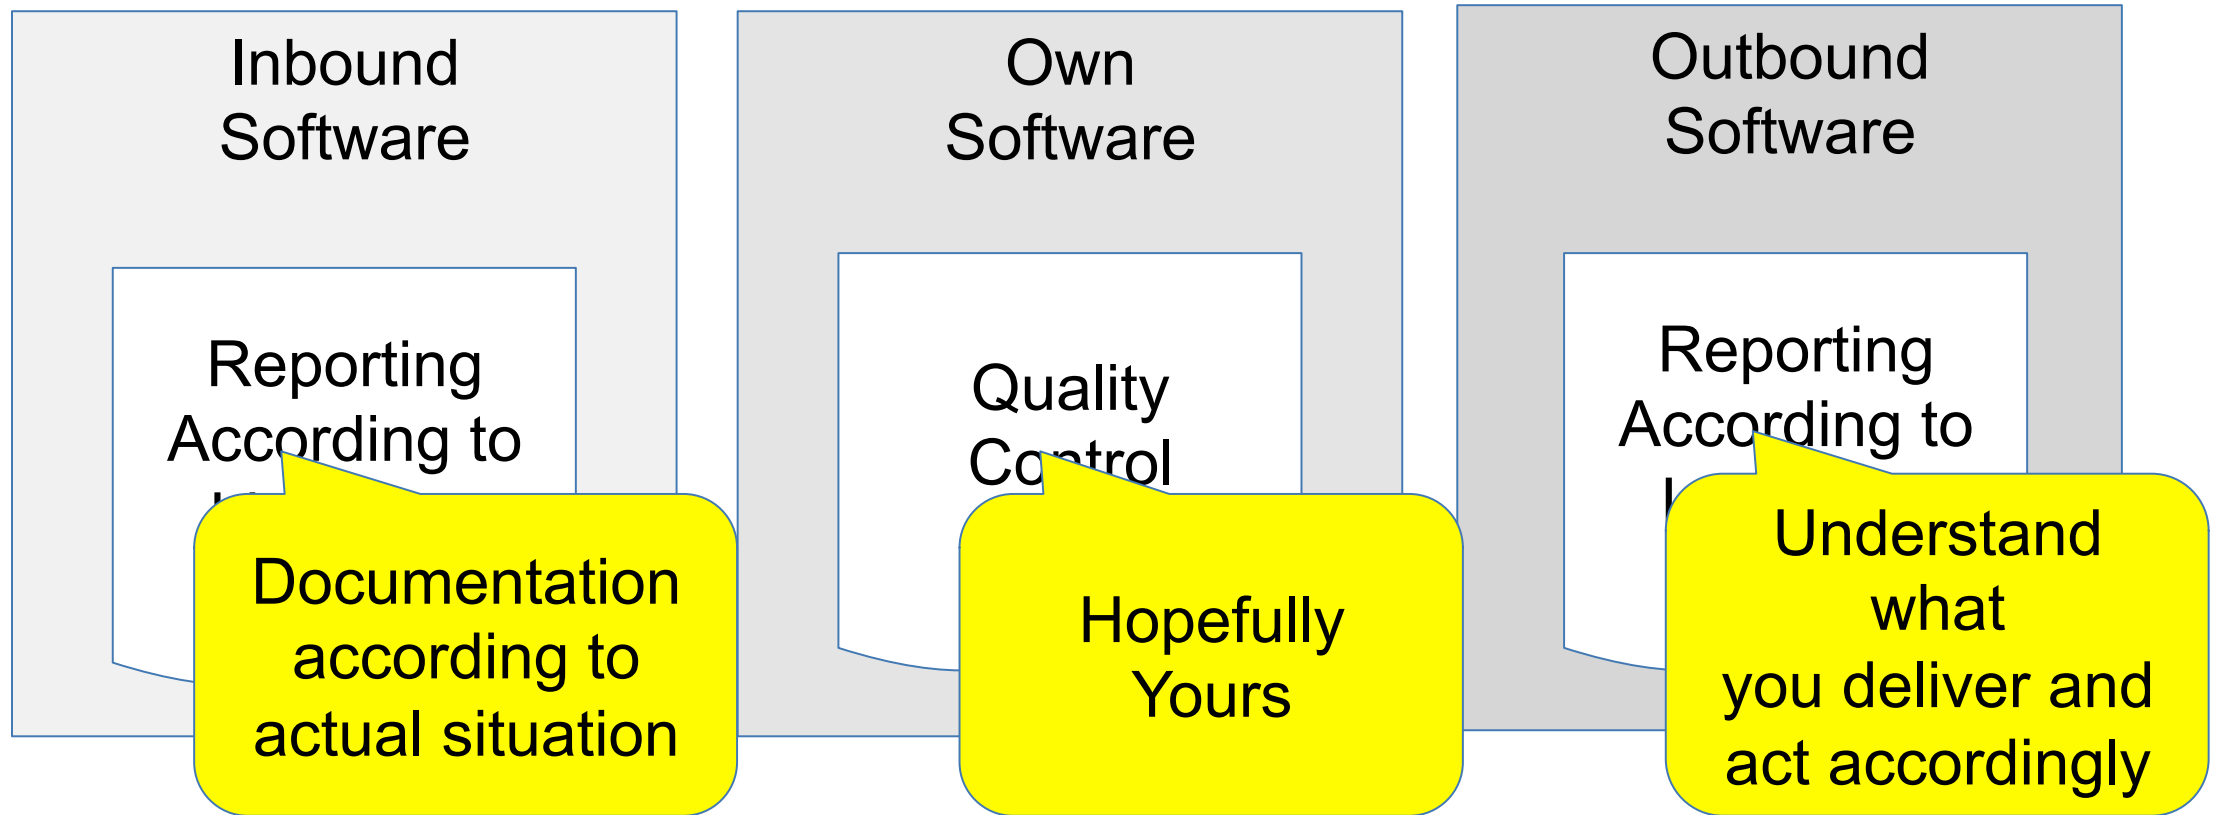 Inbound
Software
Reporting
According to
Documentation
according to
actual situation
Own
Software
Quality
Control
Hopefully
Yours
Outbound
Software
Reporting
According to
Understand
what
you deliver and
act accordingly